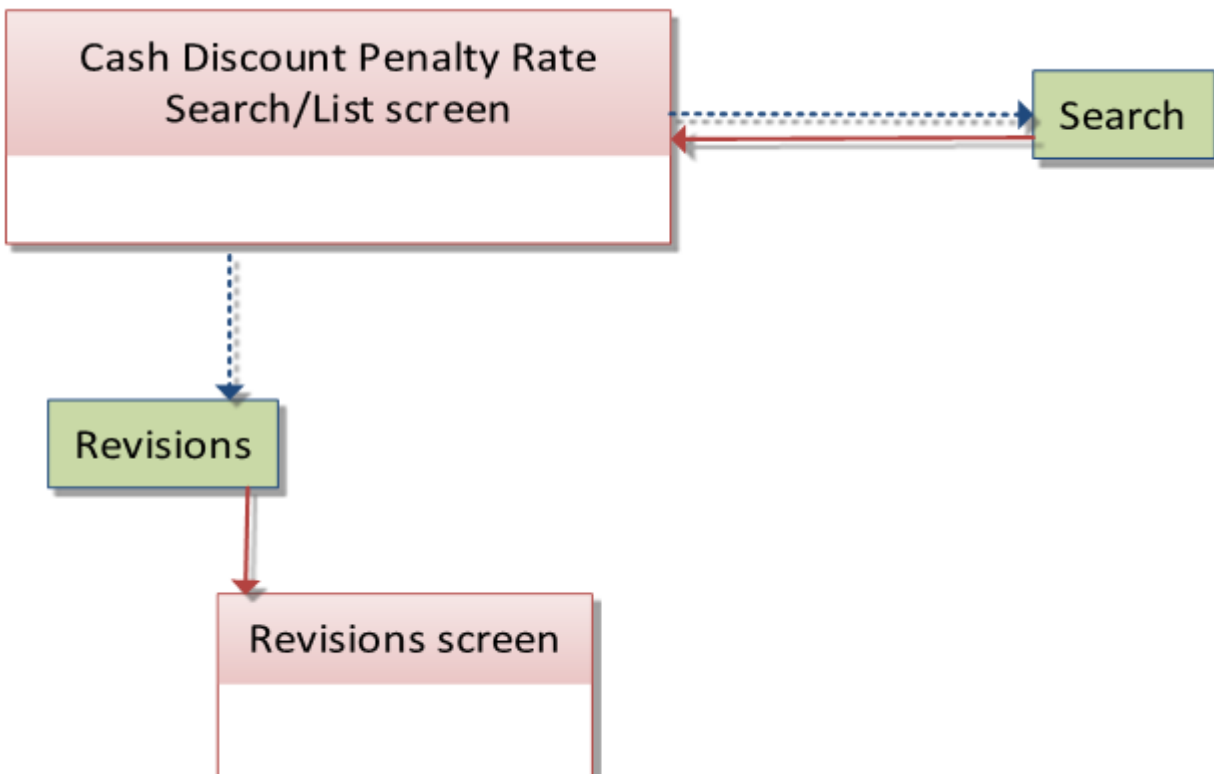 Cash Discount Penalty Rate
Search/List screen
Search
Revisions
Revisions screen